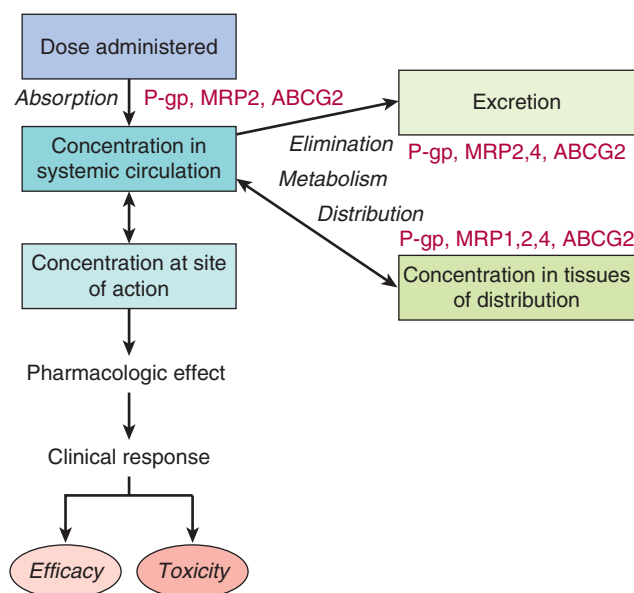 Dose administered
Absorption
P-gp, MRP2, ABCG2
Excretion
Concentration in
systemic circulation
Elimination
P-gp, MRP2,4, ABCG2
Metabolism
Distribution
P-gp, MRP1,2,4, ABCG2
Concentration at site
of action
Concentration in tissues
of distribution
Pharmacologic effect
Clinical response
Efficacy
Toxicity